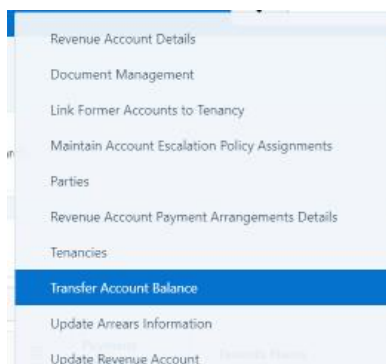 Revenue Account Details
Document Management
Link Former Accounts to Tenancy
Maintain Account Escalation Policy Assignments
Parties
Revenue Account Payment Arrangements Details
Tenancies
Transfer Account Balance
Update Arrears Information
Update Revenue Account